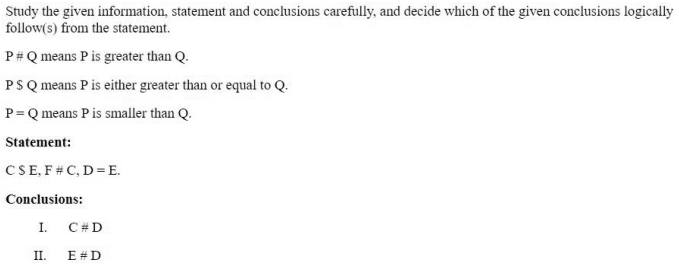 Study the given information, statement and conclusions carefully, and decide which of the given conclusions logically
follow(s) from the statement.
P # Q means P is greater than Q.
P $ Q means P is either greater than or equal to Q.
P = Q means P is smaller than Q.
Statement:
C $ E, F # C, D = E.
Conclusions:
I. C # D
II. E # D